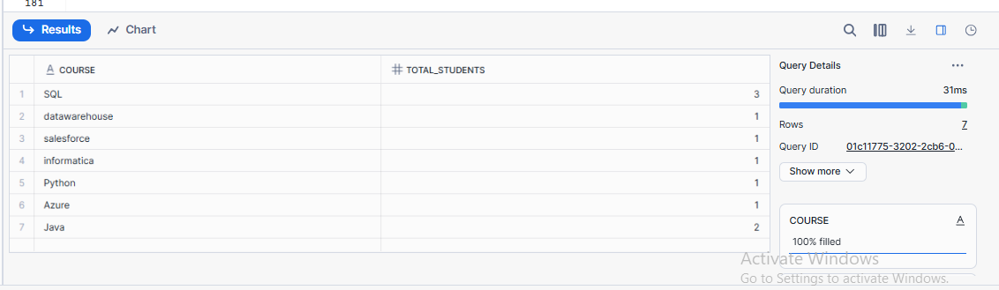 181
Results Chart
COURSE TOTAL_STUDENTS
1 SQL 3
2 datawarehouse 1
3 salesforce 1
4 informatica 1
5 Python 1
6 Azure 1
7 Java 2
Query Details ...
Query duration 31ms
Rows 7
Query ID 01c11775-3202-2cb6-0...
Show more
COURSE A
100% filled
Activate Windows
Go to Settings to activate Windows.